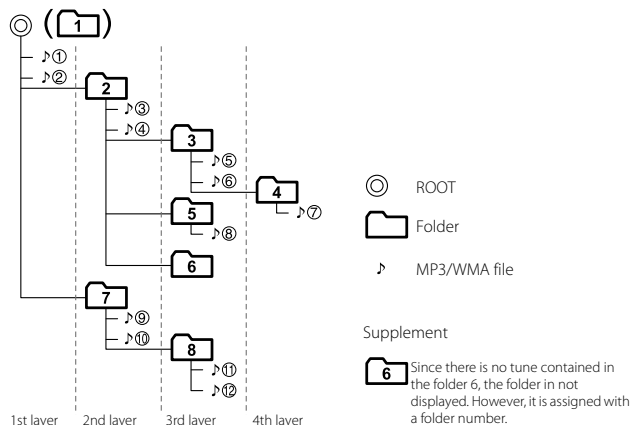 ( 1 )
♪①
♪②
2
♪③
♪④
3
♪⑤
♪⑥
4
♪⑦
5
♪⑧
6
7
♪⑨
♪⑩
8
♪⑪
♪⑫
1st layer 2nd layer 3rd layer 4th layer
ROOT
Folder
♪ MP3/WMA file
Supplement
6
Since there is no tune contained in
the folder 6, the folder in not
displayed. However, it is assigned with
a folder number.